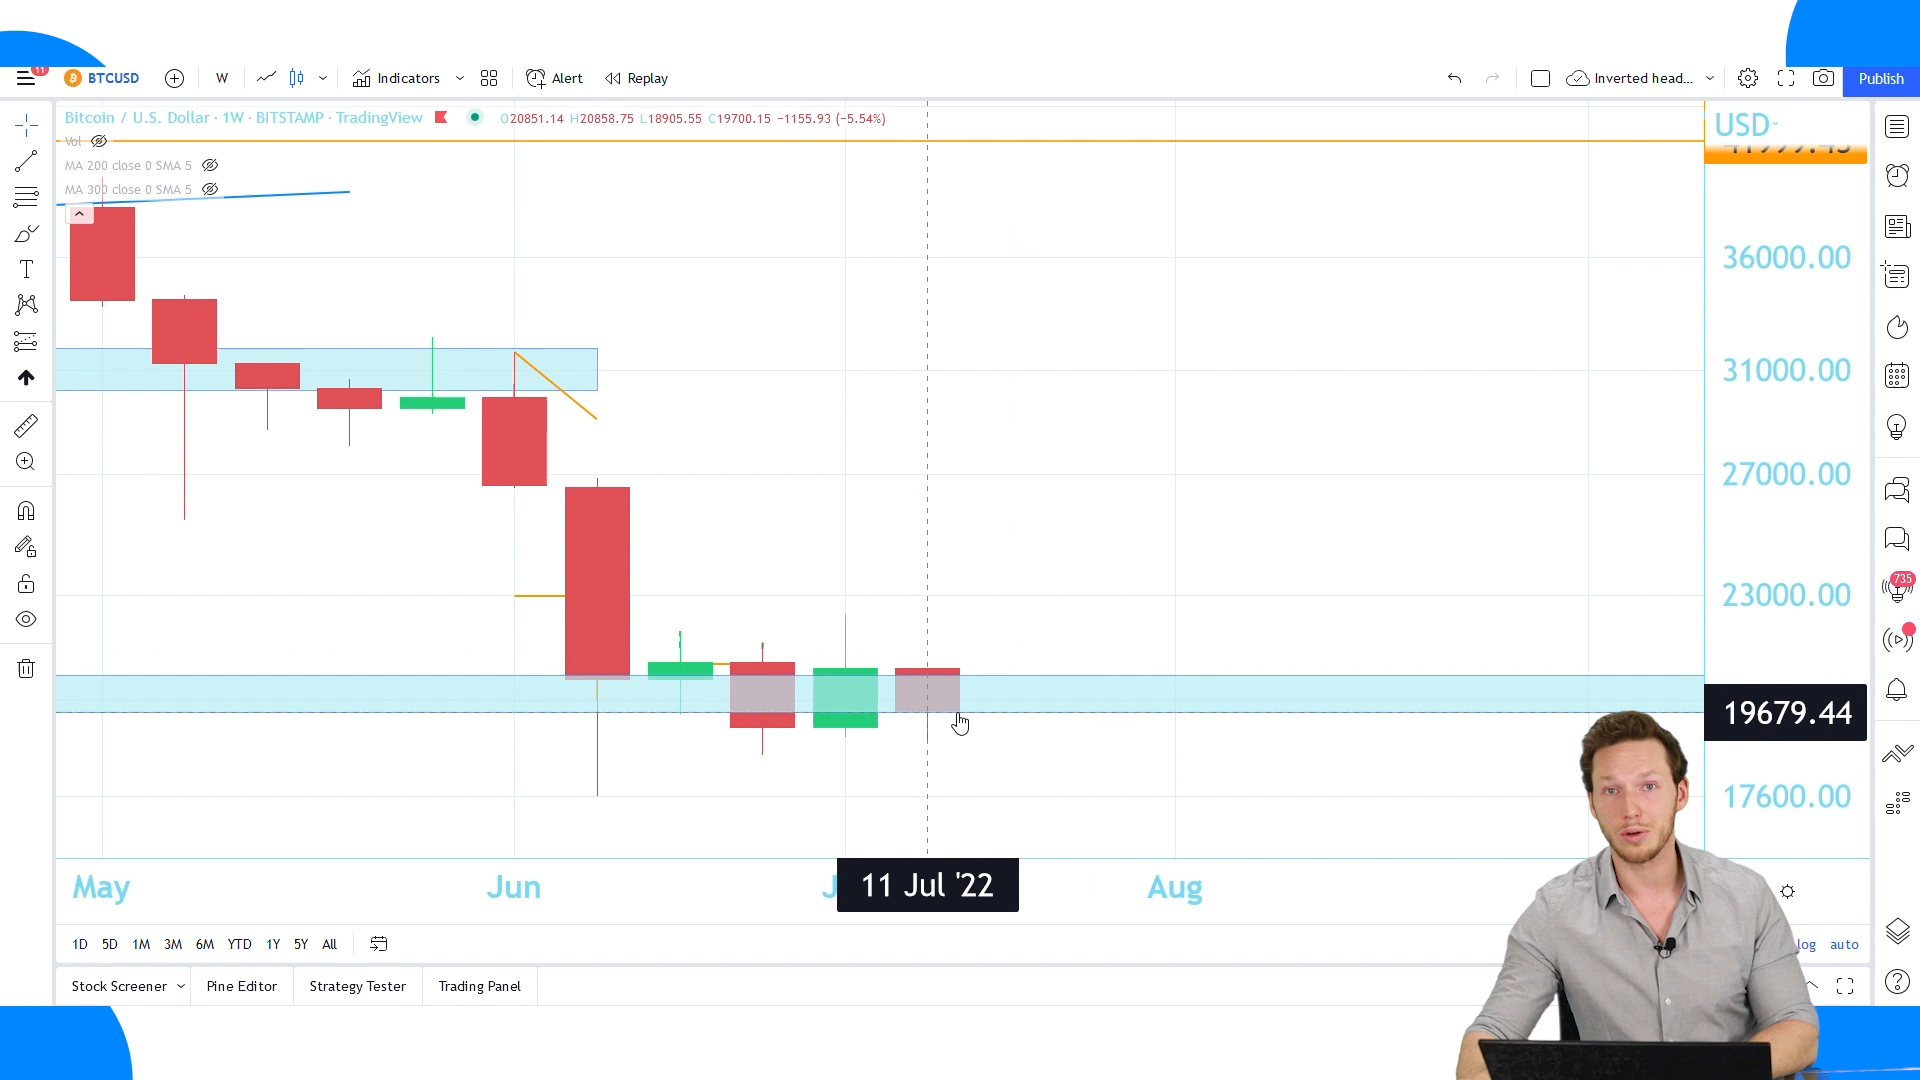 11 BTCUSD W Indicators Alert Replay Inverted head... Publish
Bitcoin / U.S. Dollar · 1W · BITSTAMP · TradingView O20851.14 H20858.75 L18905.55 C19700.15 −1155.93 (−5.54%) USD
Vol
MA 200 close 0 SMA 5
MA 300 close 0 SMA 5
36000.00
31000.00
27000.00
23000.00
735
19679.44
17600.00
May Jun 11 Jul '22 Aug
1D 5D 1M 3M 6M YTD 1Y 5Y All log auto
Stock Screener Pine Editor Strategy Tester Trading Panel